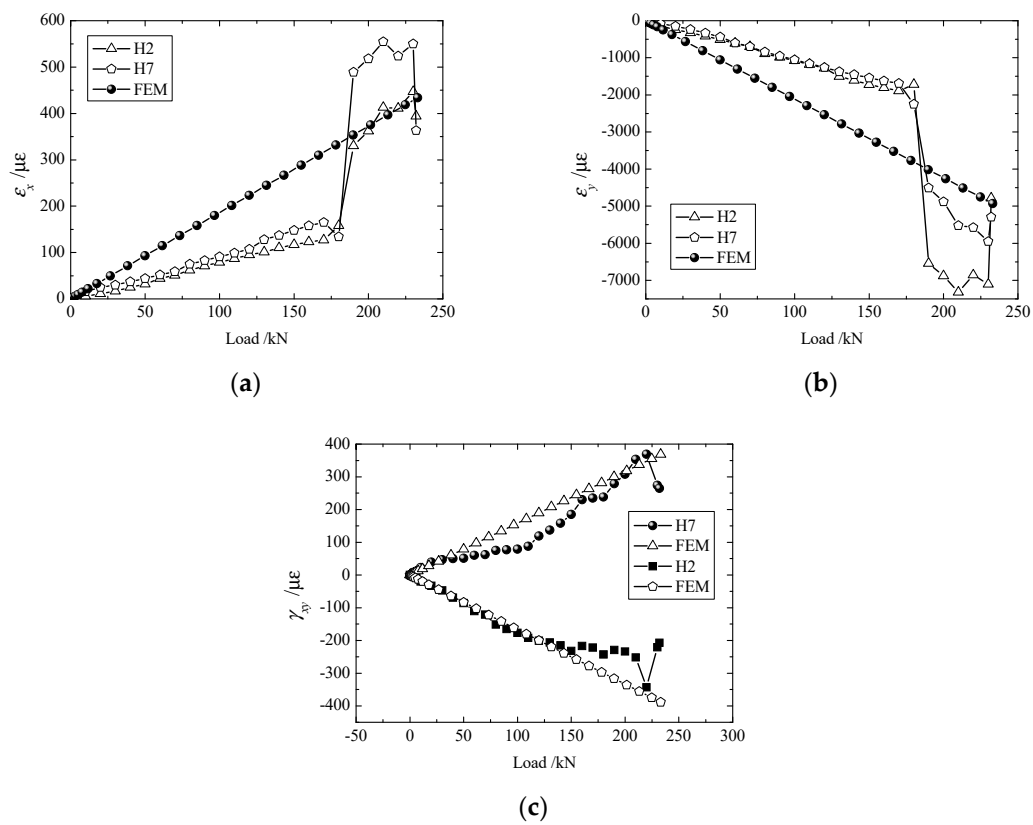 600
500
400
300
200
100
0
0 50 100 150 200 250
εx /με
Load /kN
H2
H7
FEM
(a)
0
-1000
-2000
-3000
-4000
-5000
-6000
-7000
0 50 100 150 200 250
εy /με
Load /kN
H2
H7
FEM
(b)
400
300
200
100
0
-100
-200
-300
-400
-50 0 50 100 150 200 250 300
γxy /με
Load /kN
H7
FEM
H2
FEM
(c)